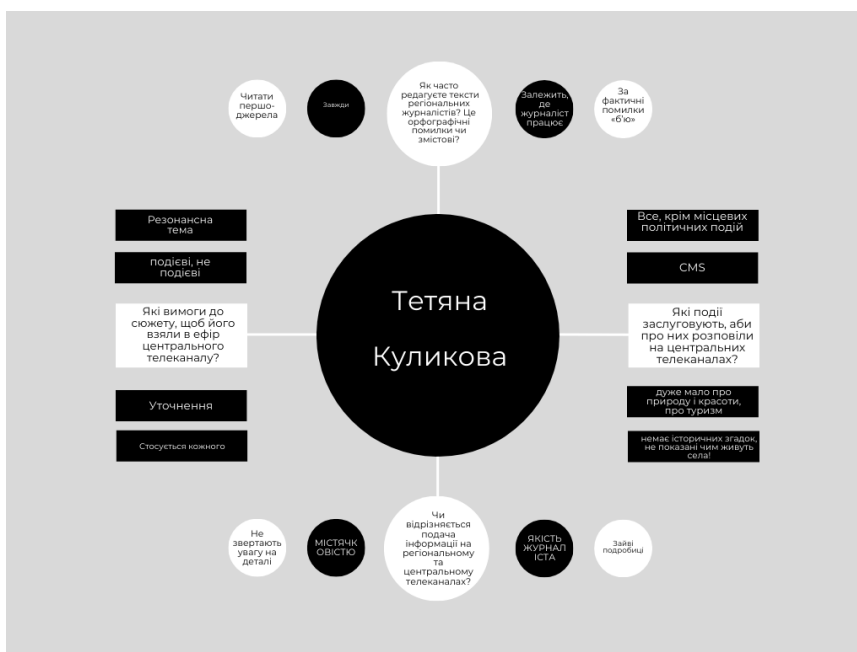 Читати
першо-
джерела
Завжди
Як часто
редагуєте тексти
регіональних
журналістів? Це
орфографічні
помилки чи
змістові?
Залежить,
де
журналіст
працює
За
фактичні
помилки
«б'ю»
Резонансна
тема
подієві, не
подієві
Які вимоги до
сюжету, щоб його
взяли в ефір
центрального
телеканалу?
Уточнення
Стосується кожного
Тетяна
Куликова
Все, крім місцевих
політичних подій
CMS
Які події
заслуговують, аби
про них розповіли
на центральних
телеканалах?
дуже мало про
природу і красоти,
про туризм
немає історичних згадок,
не показані чим живуть
села!
Не
звертають
увагу на
деталі
МІСТЯЧК
ОВІСТЮ
Чи
відрізняється
подача
інформації на
регіональному
та
центральному
телеканалах?
ЯКІСТЬ
ЖУРНАЛ
ІСТА
Зайві
подробиці